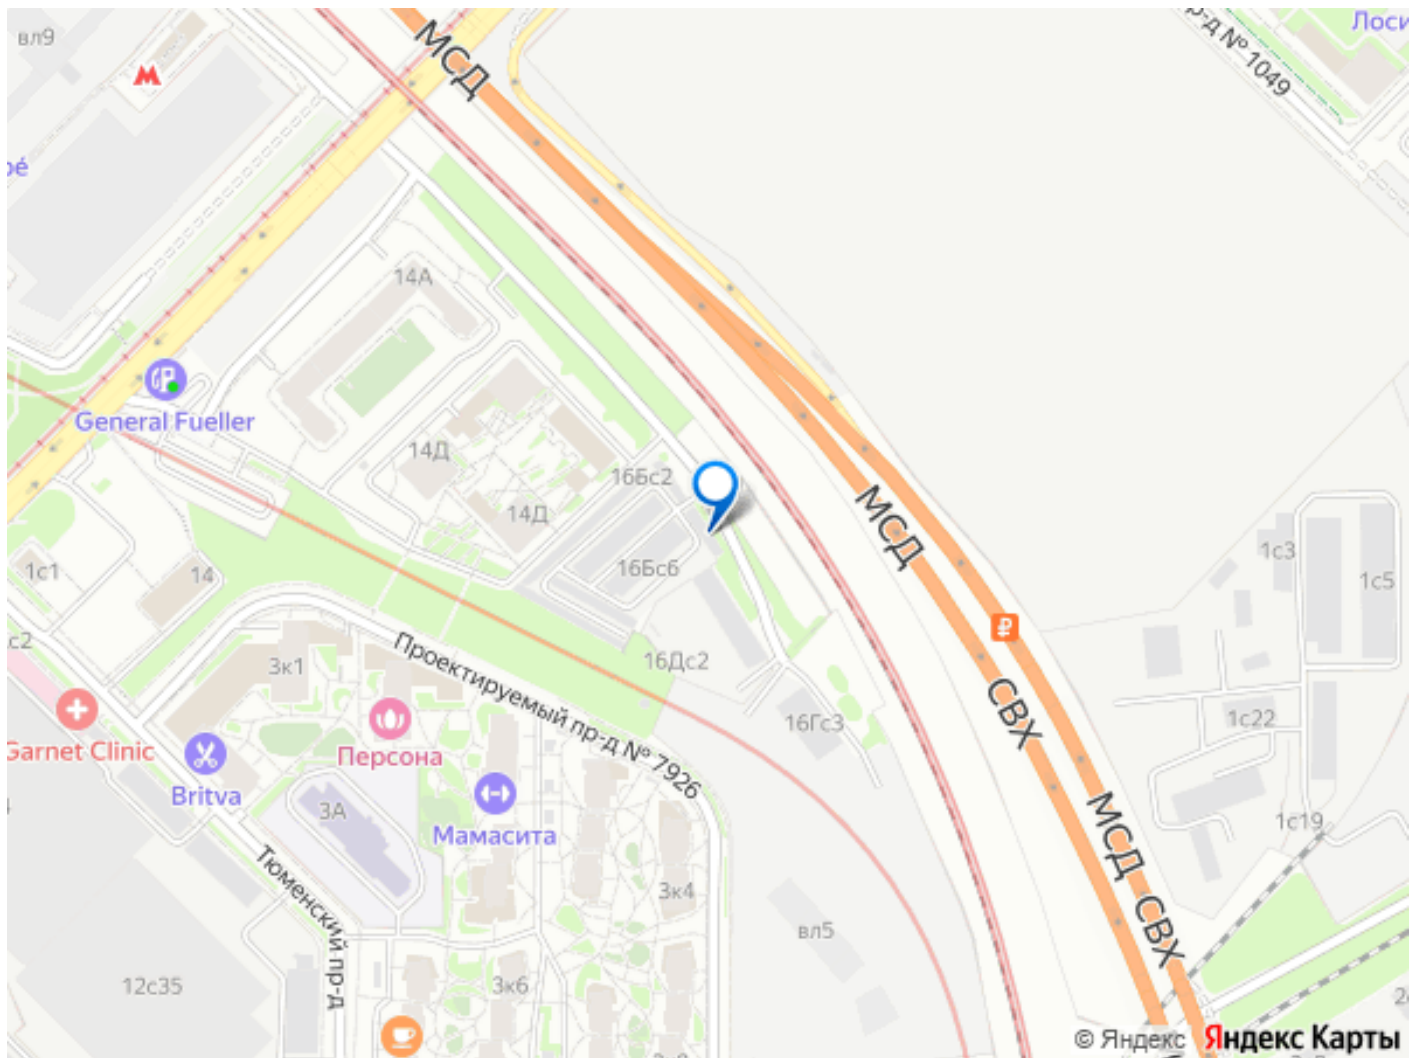 вл9
МСД
пр-д № 1049
Лоси
pé
14А
General Fueller
14Д
16Бс2
14Д
МСД
16Бс6
1с3
1с5
1с1
14
с2
3к1
Проектируемый пр-д № 7926
16Дс2
СВХ
16Гс3
1с22
Garnet Clinic
Персона
Britva
3А
Мамасита
МСД СВХ
1с19
Тюменский пр-д
3к4
вл5
12с35
3к6
© Яндекс Яндекс Карты